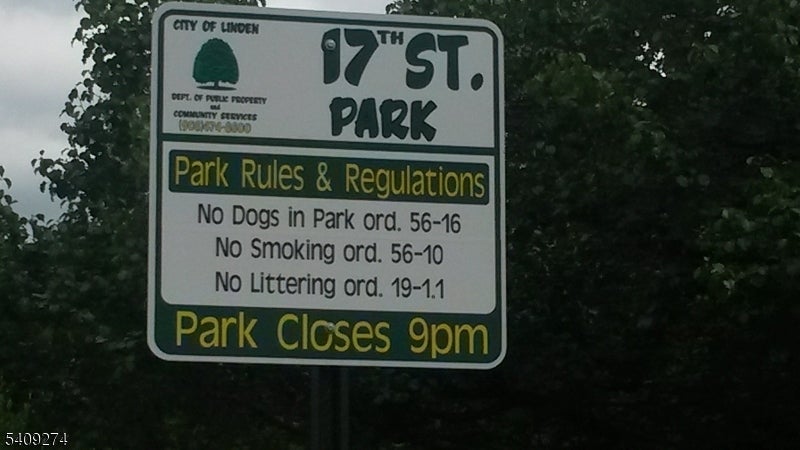 CITY OF LINDEN
DEPT. OF PUBLIC PROPERTY
and
COMMUNITY SERVICES
17TH ST.
PARK
Park Rules & Regulations
No Dogs in Park ord. 56-16
No Smoking ord. 56-10
No Littering ord. 19-1.1
Park Closes 9pm
5409274